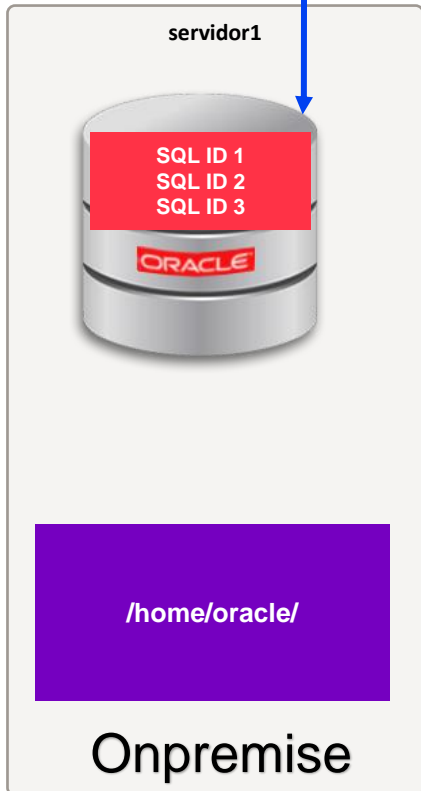 servidor1
SQL ID 1
SQL ID 2
SQL ID 3
ORACLE
/home/oracle/
Onpremise